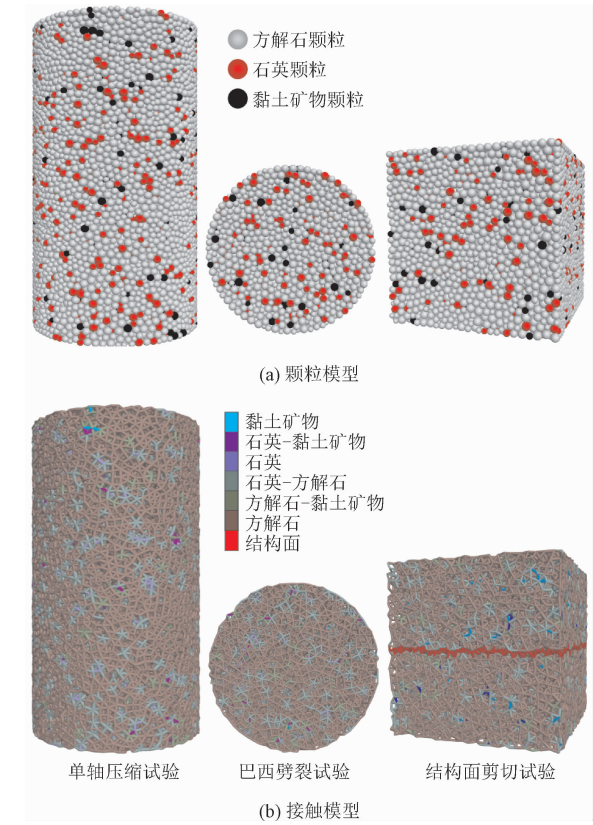 方解石颗粒
石英颗粒
黏土矿物颗粒
(a) 颗粒模型
黏土矿物
石英-黏土矿物
石英
石英-方解石
方解石-黏土矿物
方解石
结构面
单轴压缩试验 巴西劈裂试验 结构面剪切试验
(b) 接触模型